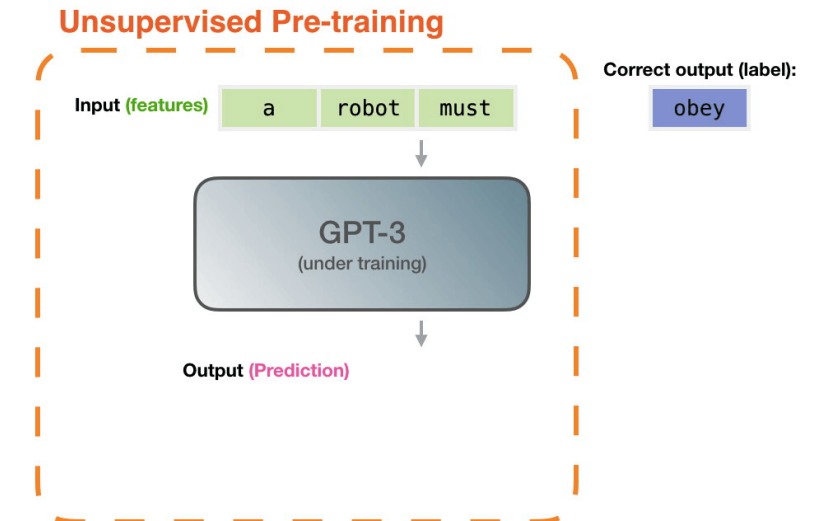 Unsupervised Pre-training
Correct output (label):
Input (features) a robot must
obey
GPT-3
(under training)
Output (Prediction)